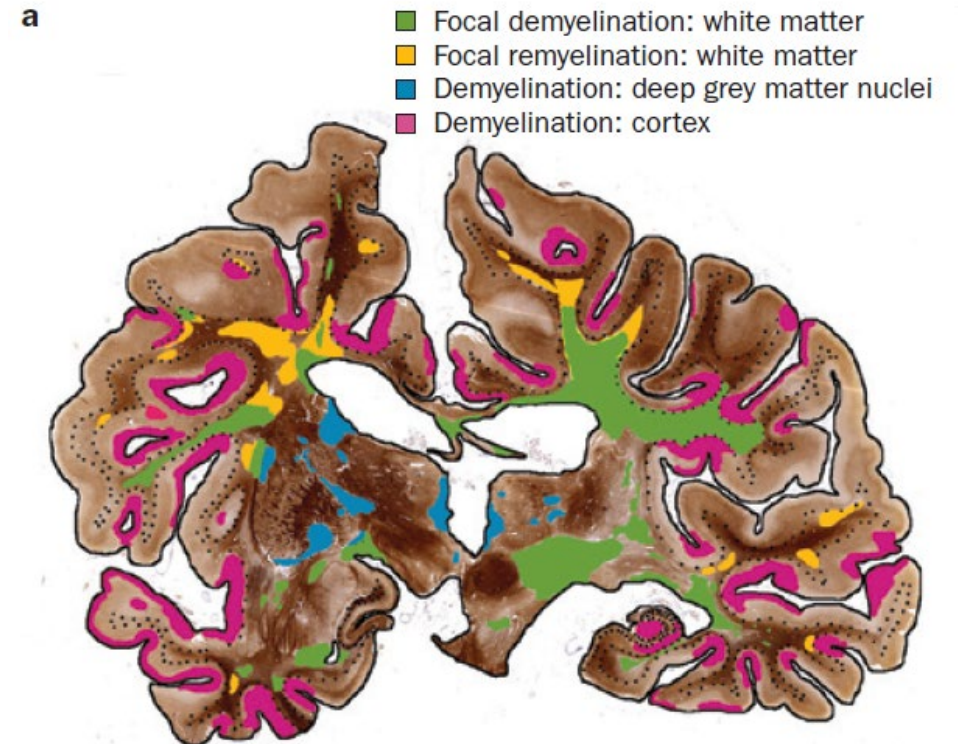 a
Focal demyelination: white matter
Focal remyelination: white matter
Demyelination: deep grey matter nuclei
Demyelination: cortex